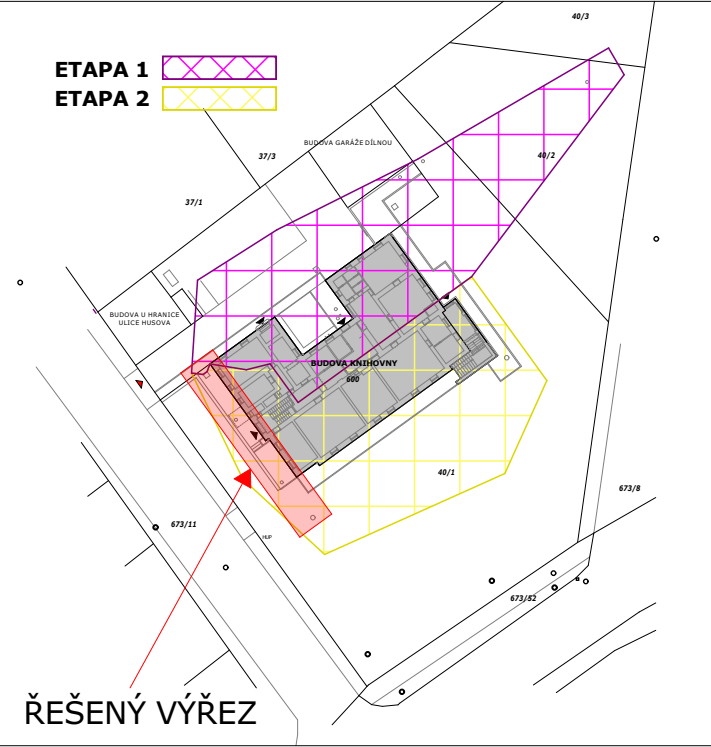 40/3
ETAPA 1
ETAPA 2
BUDOVA GARÁŽE DÍLNOU
37/3
40/2
37/1
BUDOVA U HRANICE
ULICE HUSOVA
BUDOVA KNIHOVNY
600
40/1
673/8
673/11
HUP
673/52
ŘEŠENÝ VÝŘEZ